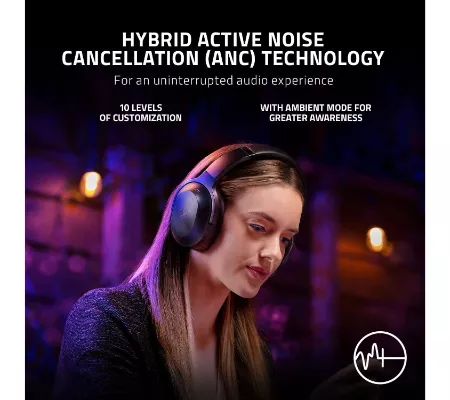 HYBRID ACTIVE NOISE
CANCELLATION (ANC) TECHNOLOGY
For an uninterrupted audio experience
10 LEVELS
OF CUSTOMIZATION
WITH AMBIENT MODE FOR
GREATER AWARENESS